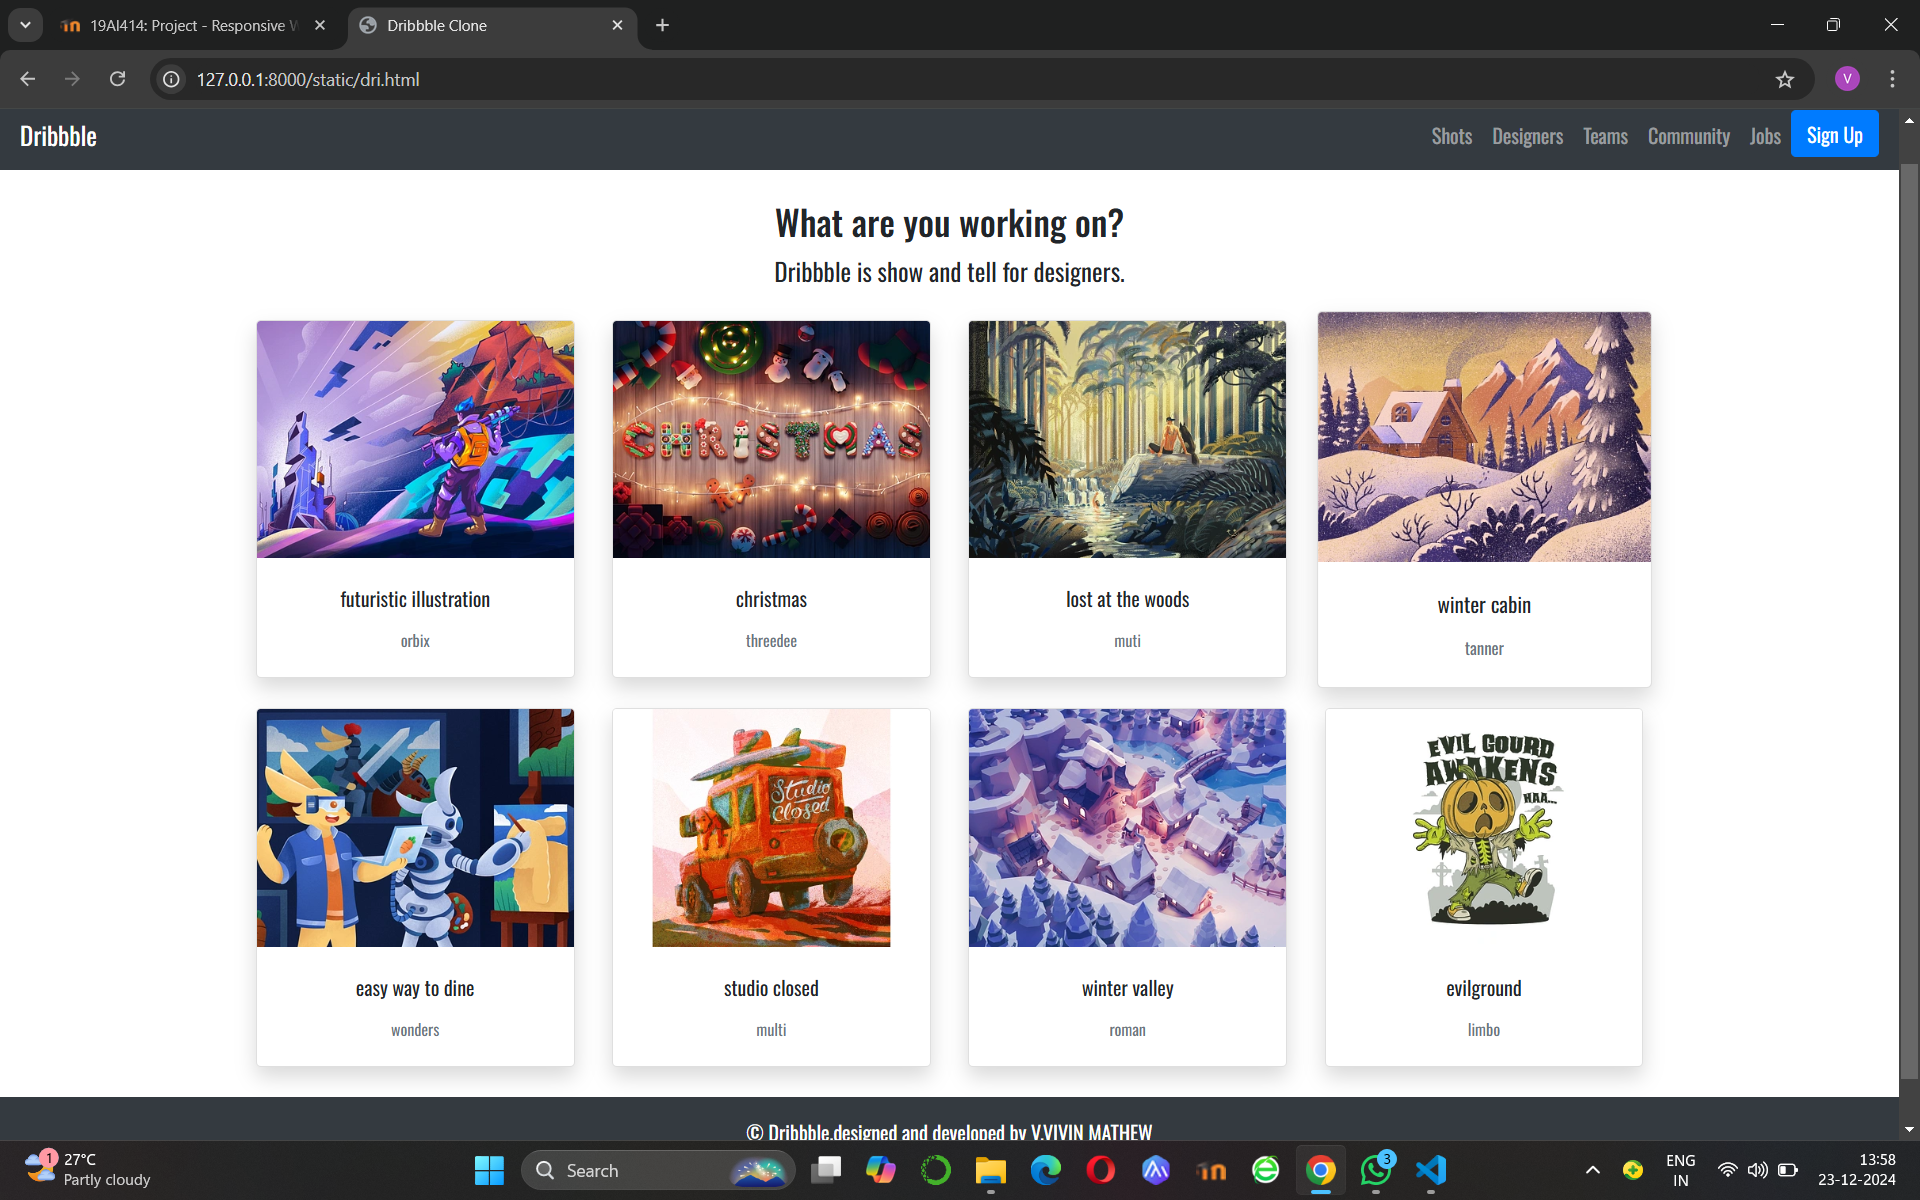 19AI414: Project - Responsive W
Dribbble Clone
127.0.0.1:8000/static/dri.html
V
Dribbble
Shots
Designers
Teams
Community
Jobs
Sign Up
What are you working on?
Dribbble is show and tell for designers.
CHRISTMAS
futuristic illustration
orbix
christmas
threedee
lost at the woods
muti
winter cabin
tanner
Studio
Closed
EVIL GOURD
AWAKENS
HAA...
easy way to dine
wonders
studio closed
multi
winter valley
roman
evilground
limbo
© Dribbble.designed and developed by V.VIVIN MATHEW
1
27°C
Partly cloudy
Search
3
ENG
IN
13:58
23-12-2024